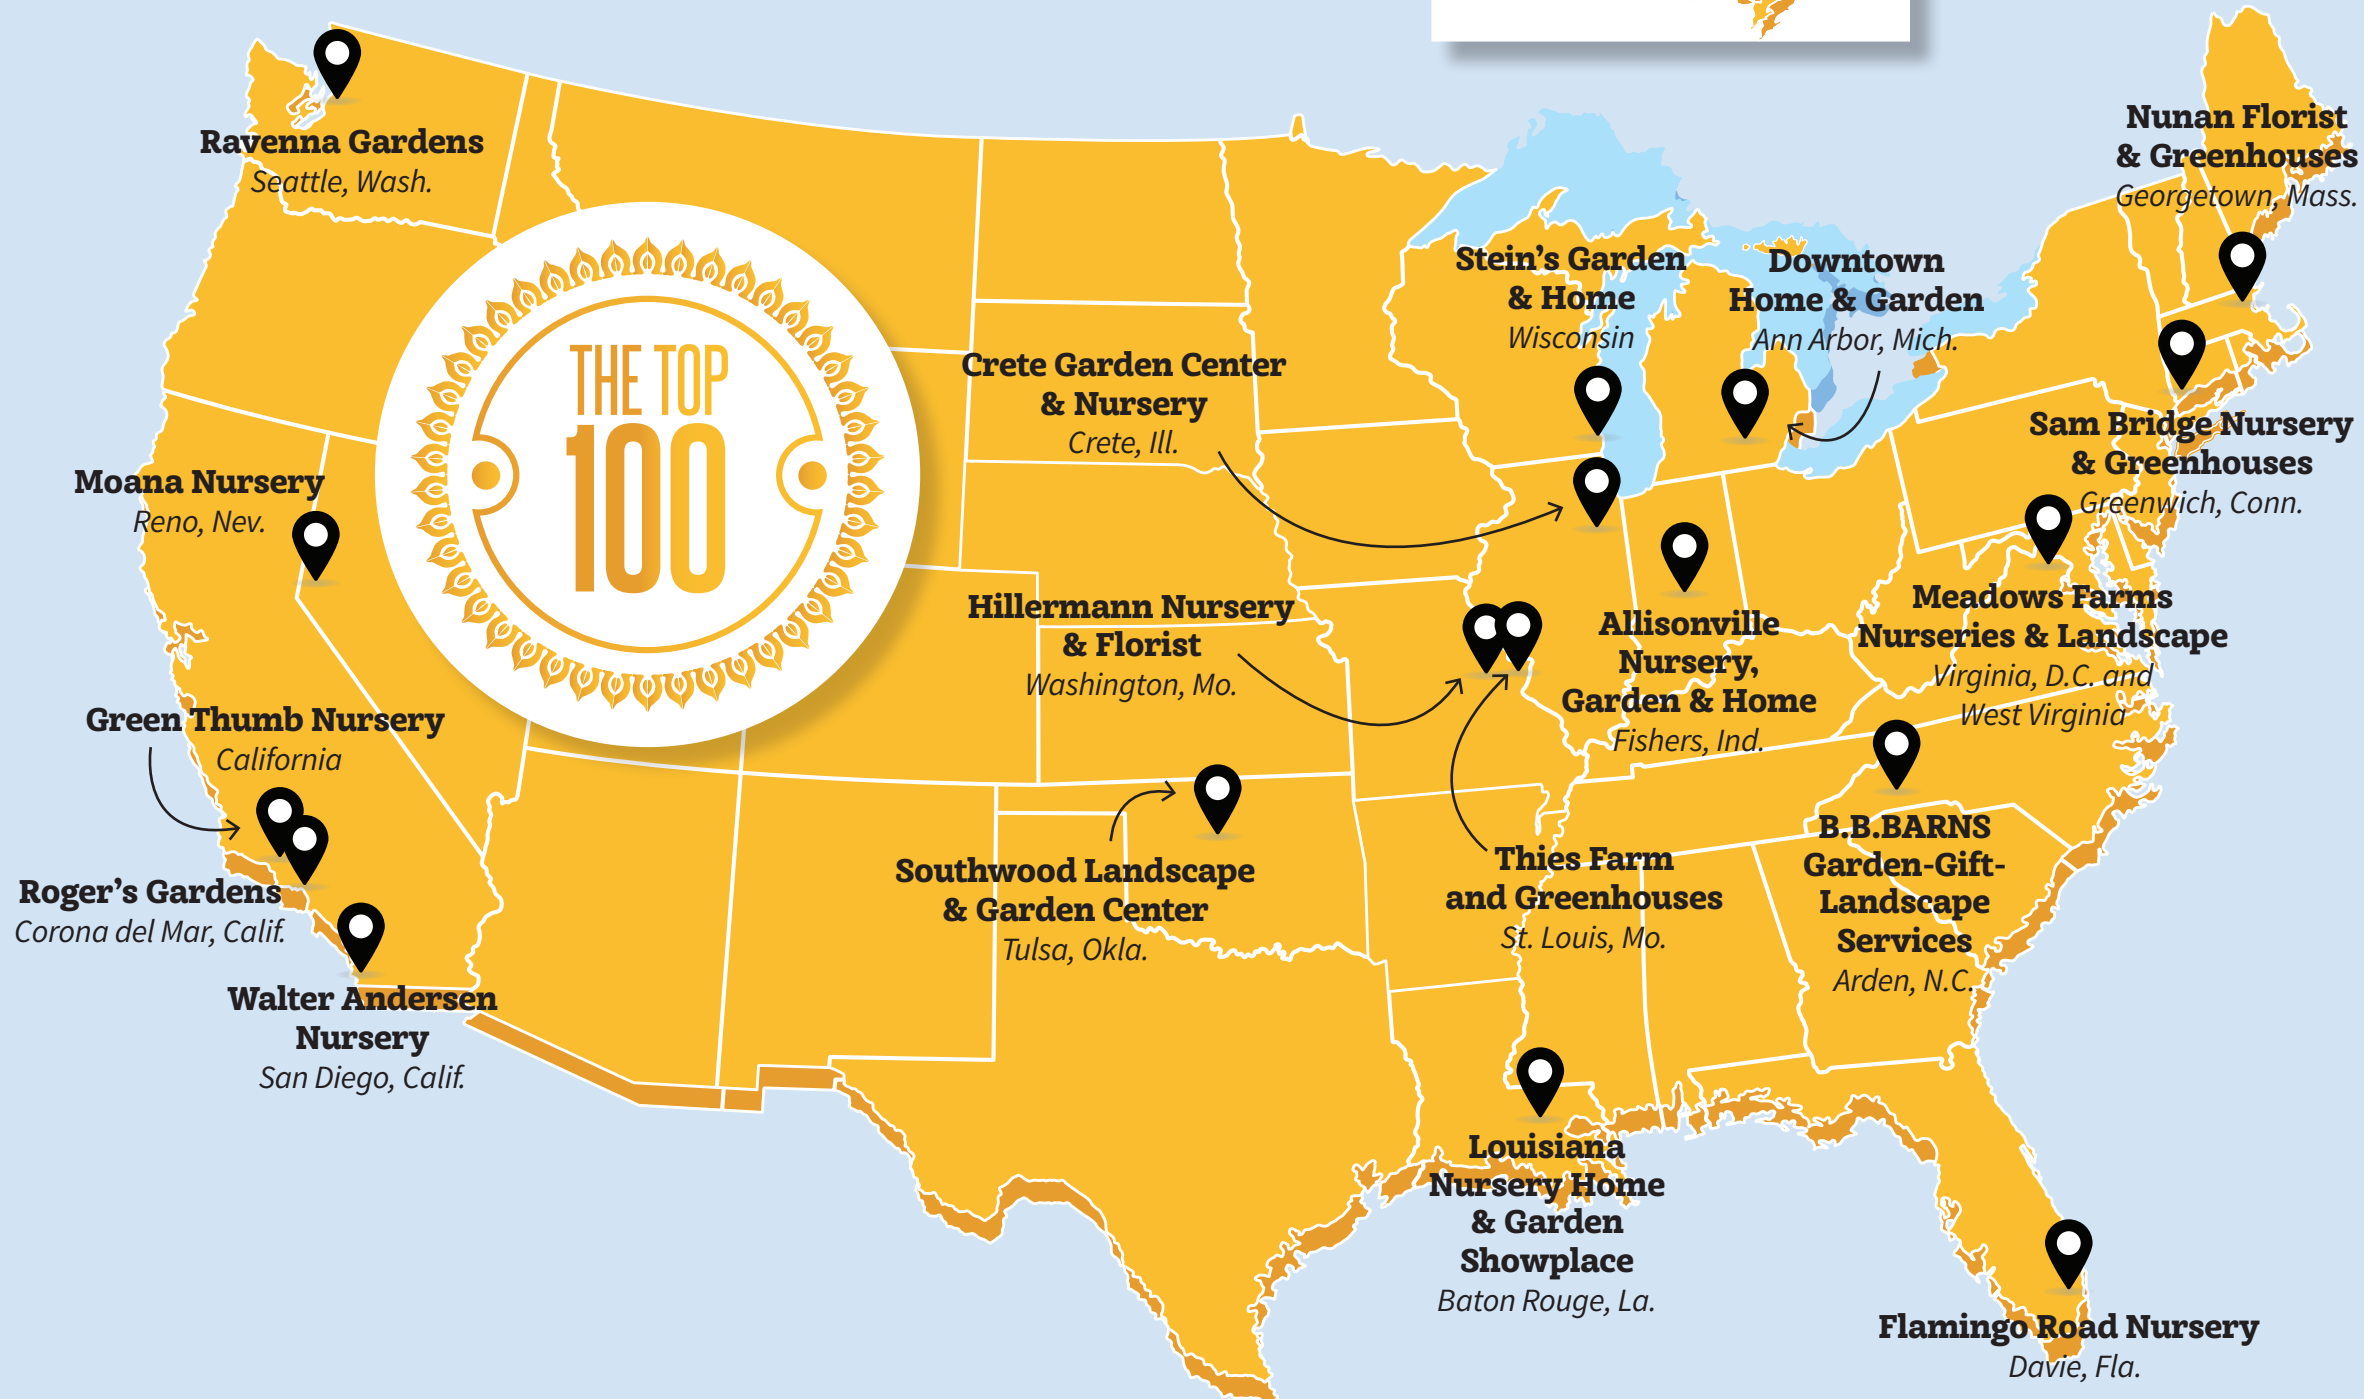 Ravenna Gardens
Seattle, Wash.
THE TOP
100
Moana Nursery
Reno, Nev.
Green Thumb Nursery
California
Roger's Gardens
Corona del Mar, Calif.
Walter Andersen
Nursery
San Diego, Calif.
Crete Garden Center
& Nursery
Crete, Ill.
Hillermann Nursery
& Florist
Washington, Mo.
Southwood Landscape
& Garden Center
Tulsa, Okla.
Stein's Garden
& Home
Wisconsin
Downtown
Home & Garden
Ann Arbor, Mich.
Allisonville
Nursery,
Garden & Home
Fishers, Ind.
Thies Farm
and Greenhouses
St. Louis, Mo.
Louisiana
Nursery Home
& Garden
Showplace
Baton Rouge, La.
Nunan Florist
& Greenhouses
Georgetown, Mass.
Sam Bridge Nursery
& Greenhouses
Greenwich, Conn.
Meadows Farms
Nurseries & Landscape
Virginia, D.C. and
West Virginia
B.B.BARNS
Garden-Gift-
Landscape
Services
Arden, N.C.
Flamingo Road Nursery
Davie, Fla.